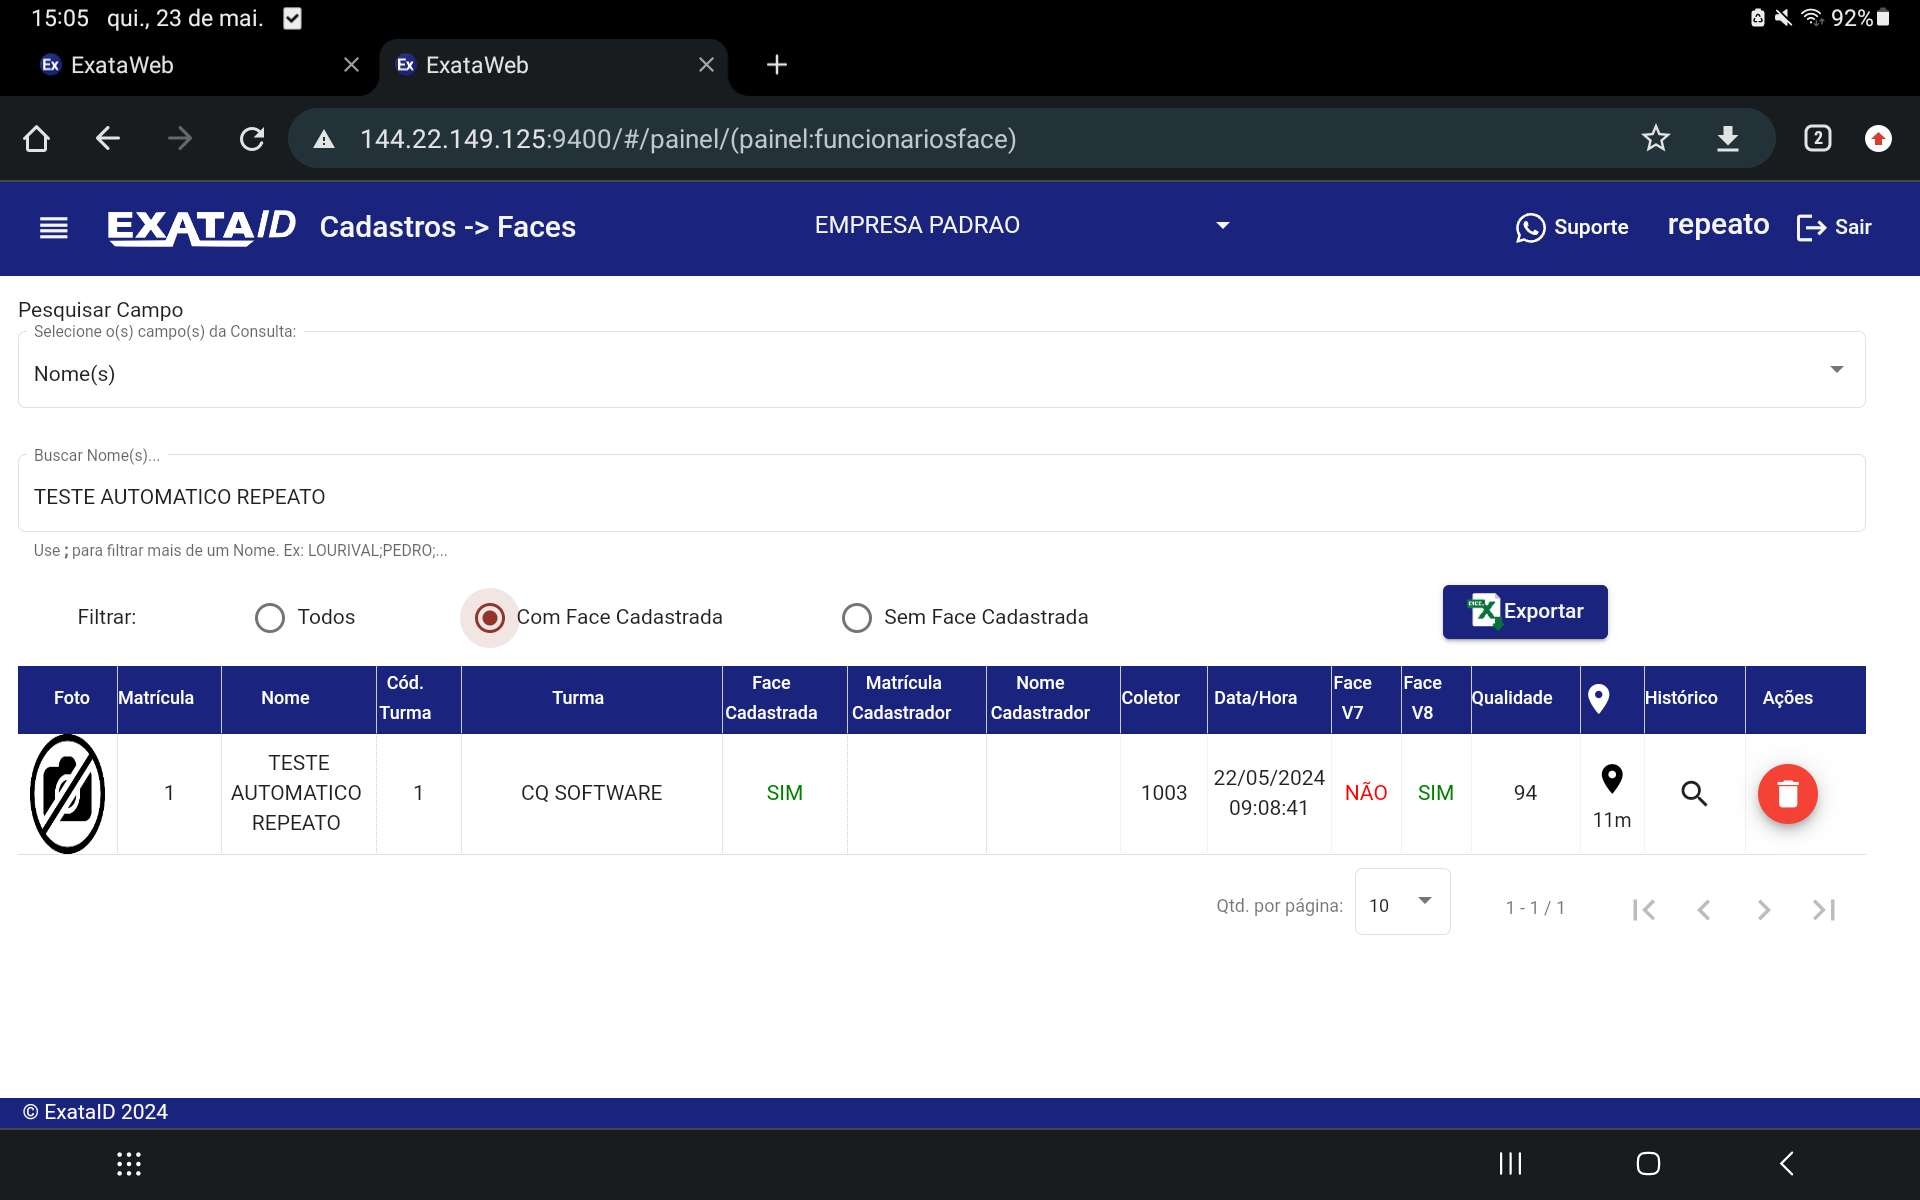 15:05 qui., 23 de mai. 92%
ExataWeb ExataWeb
144.22.149.125:9400/#/painel/(painel:funcionariosface) 2
EXATAID Cadastros -> Faces EMPRESA PADRAO Suporte repeato Sair
Pesquisar Campo
Selecione o(s) campo(s) da Consulta:
Nome(s)
Buscar Nome(s)...
TESTE AUTOMATICO REPEATO
Use ; para filtrar mais de um Nome. Ex: LOURIVAL;PEDRO;...
Filtrar: Todos Com Face Cadastrada Sem Face Cadastrada Exportar
Foto Matrícula Nome Cód. Turma Turma Face Cadastrada Matrícula Cadastrador Nome Cadastrador Coletor Data/Hora Face V7 Face V8 Qualidade Histórico Ações
1 TESTE AUTOMATICO REPEATO 1 CQ SOFTWARE SIM 1003 22/05/2024 09:08:41 NÃO SIM 94 11m
Qtd. por página: 10 1 - 1 / 1
© ExataID 2024